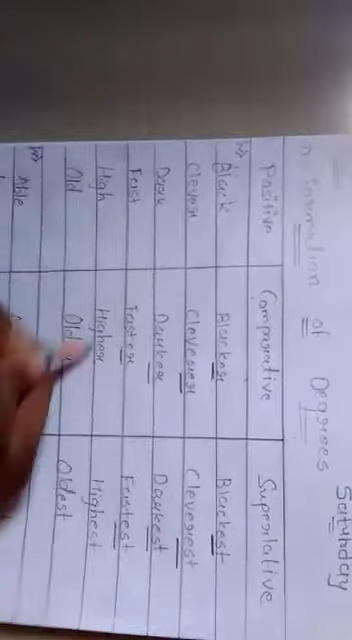 Saturday
Formation of Degrees
Positive Comparative Superlative
Black Blacker Blackest
Clever Cleverer Cleverest
Dark Darker Darkest
Fast Faster Fastest
High Higher Highest
Old Old Oldest
Able